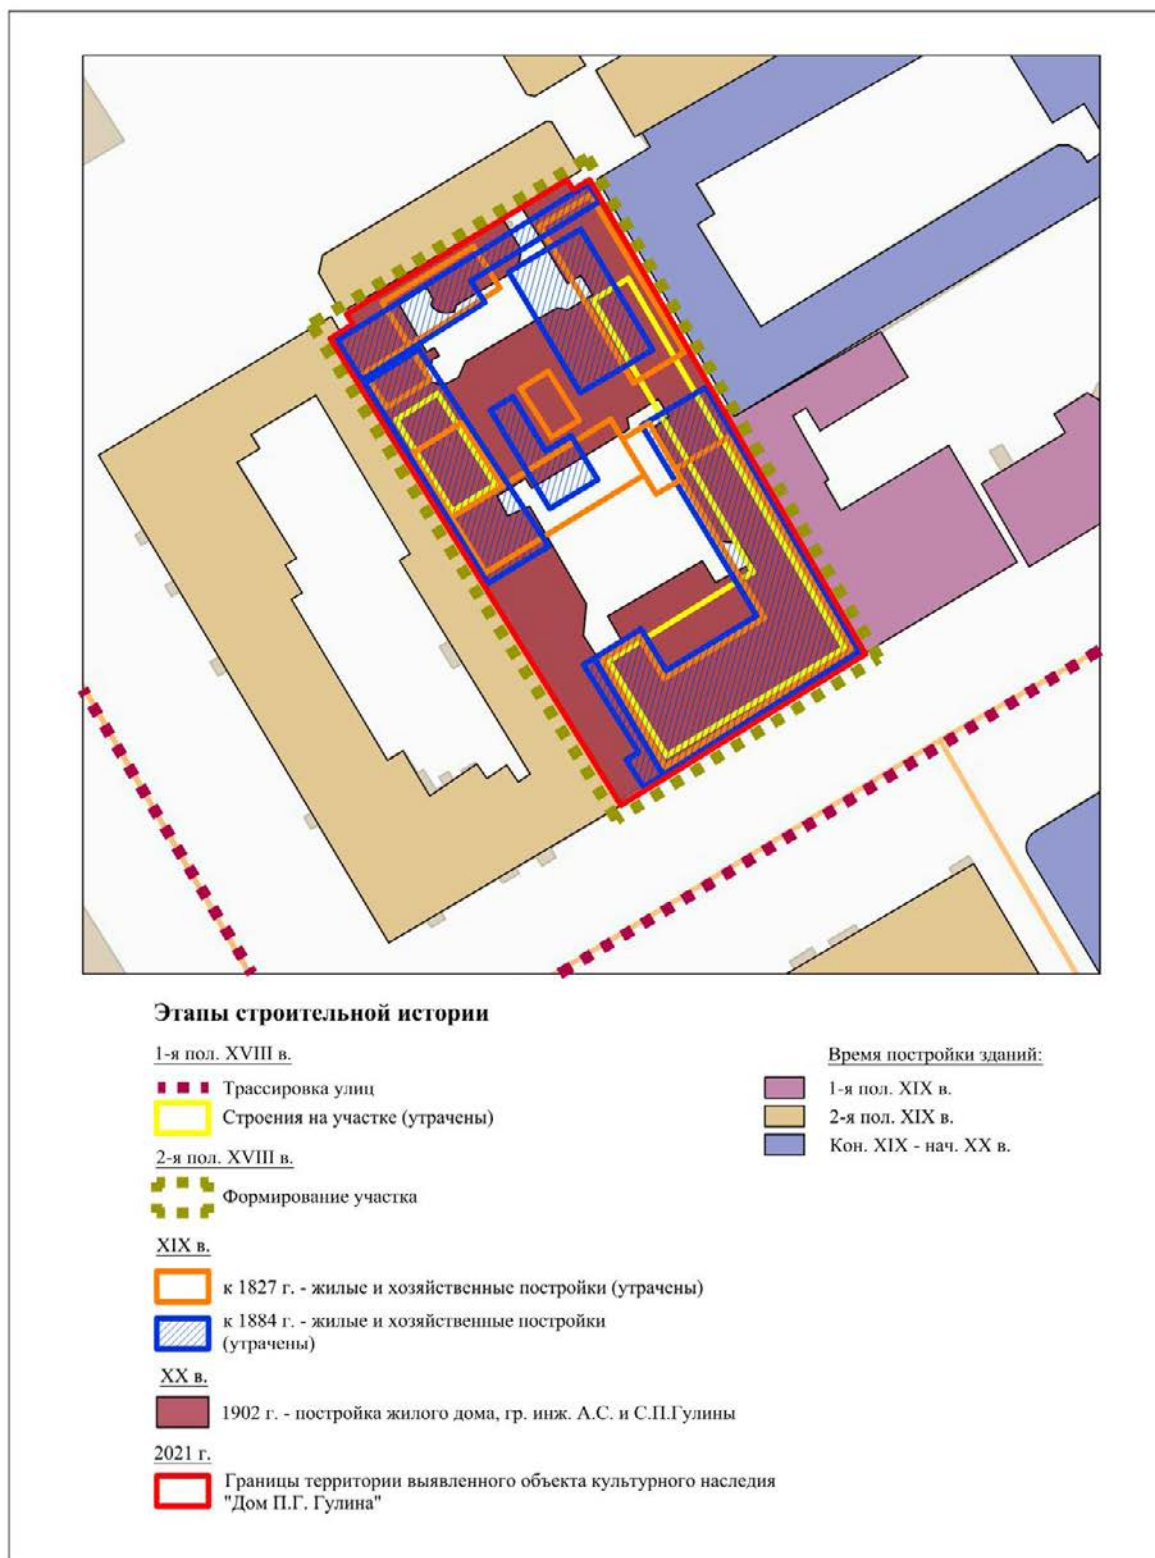 Этапы строительной истории
1-я пол. XVIII в.
Трассировка улиц
Строения на участке (утрачены)
2-я пол. XVIII в.
Формирование участка
XIX в.
к 1827 г. - жилые и хозяйственные постройки (утрачены)
к 1884 г. - жилые и хозяйственные постройки
(утрачены)
XX в.
1902 г. - постройка жилого дома, гр. инж. А.С. и С.П.Гулины
2021 г.
Границы территории выявленного объекта культурного наследия
"Дом П.Г. Гулина"
Время постройки зданий:
1-я пол. XIX в.
2-я пол. XIX в.
Кон. XIX - нач. XX в.